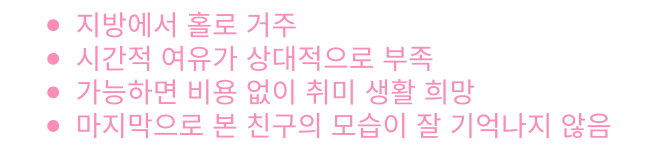 • 지방에서 홀로 거주
• 시간적 여유가 상대적으로 부족
• 가능하면 비용 없이 취미 생활 희망
• 마지막으로 본 친구의 모습이 잘 기억나지 않음